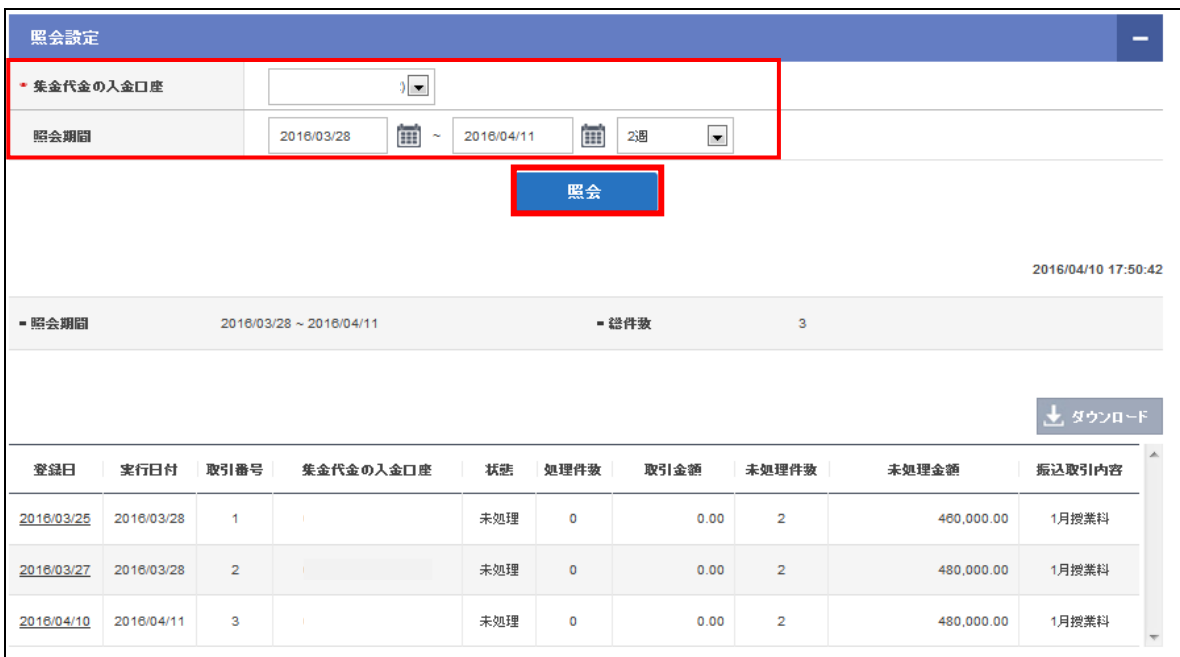 照会設定
* 集金代金の入金口座
照会期間 2016/03/28 ~ 2016/04/11 2週
照会
2016/04/10 17:50:42
照会期間 2016/03/28 ~ 2016/04/11 総件数 3
ダウンロード
登録日 実行日付 取引番号 集金代金の入金口座 状態 処理件数 取引金額 未処理件数 未処理金額 振込取引内容
2016/03/25 2016/03/28 1 未処理 0 0.00 2 460,000.00 1月授業料
2016/03/27 2016/03/28 2 未処理 0 0.00 2 480,000.00 1月授業料
2016/04/10 2016/04/11 3 未処理 0 0.00 2 480,000.00 1月授業料